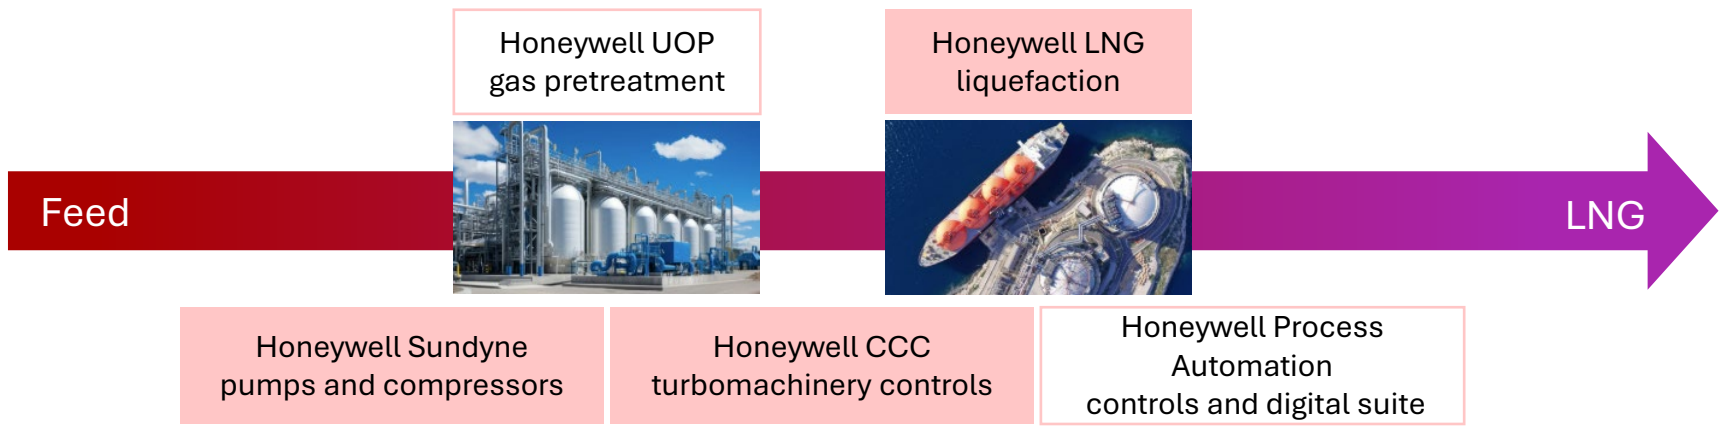 Honeywell UOP
gas pretreatment
Honeywell LNG
liquefaction
Feed
LNG
Honeywell Sundyne
pumps and compressors
Honeywell CCC
turbomachinery controls
Honeywell Process
Automation
controls and digital suite